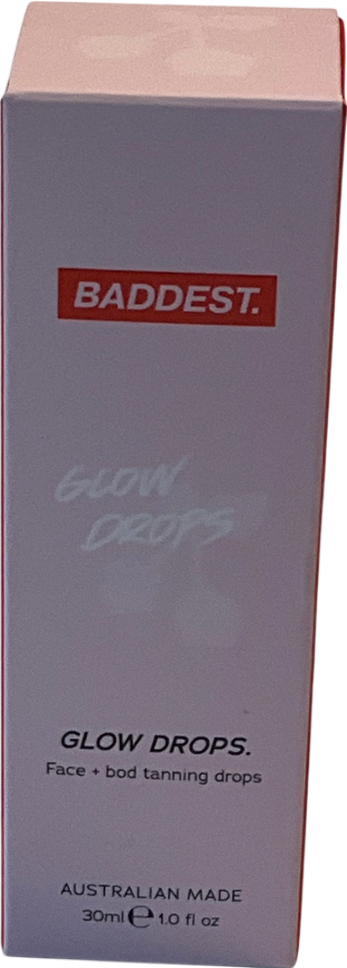 BADDEST.
GLOW
DROPS
GLOW DROPS.
Face + bod tanning drops
AUSTRALIAN MADE
30ml ℮ 1.0 fl oz